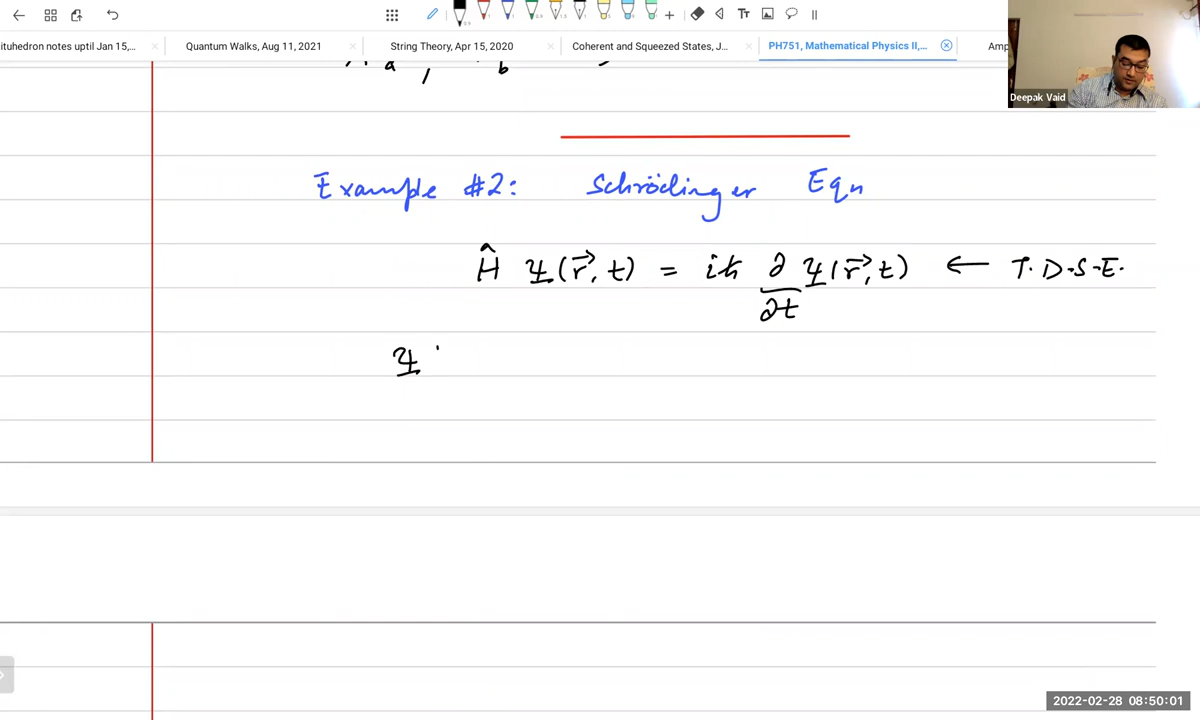 ituhedron notes uptil Jan 15,... Quantum Walks, Aug 11, 2021 String Theory, Apr 15, 2020 Coherent and Squeezed States, J... PH751, Mathematical Physics II,... Amp
Deepak Vaid
Example #2: Schrödinger Eqn
Ĥ Ψ(r⃗, t) = iħ ∂/∂t Ψ(r⃗, t) ← T.D.S.E.
Ψ
2022-02-28 08:50:01